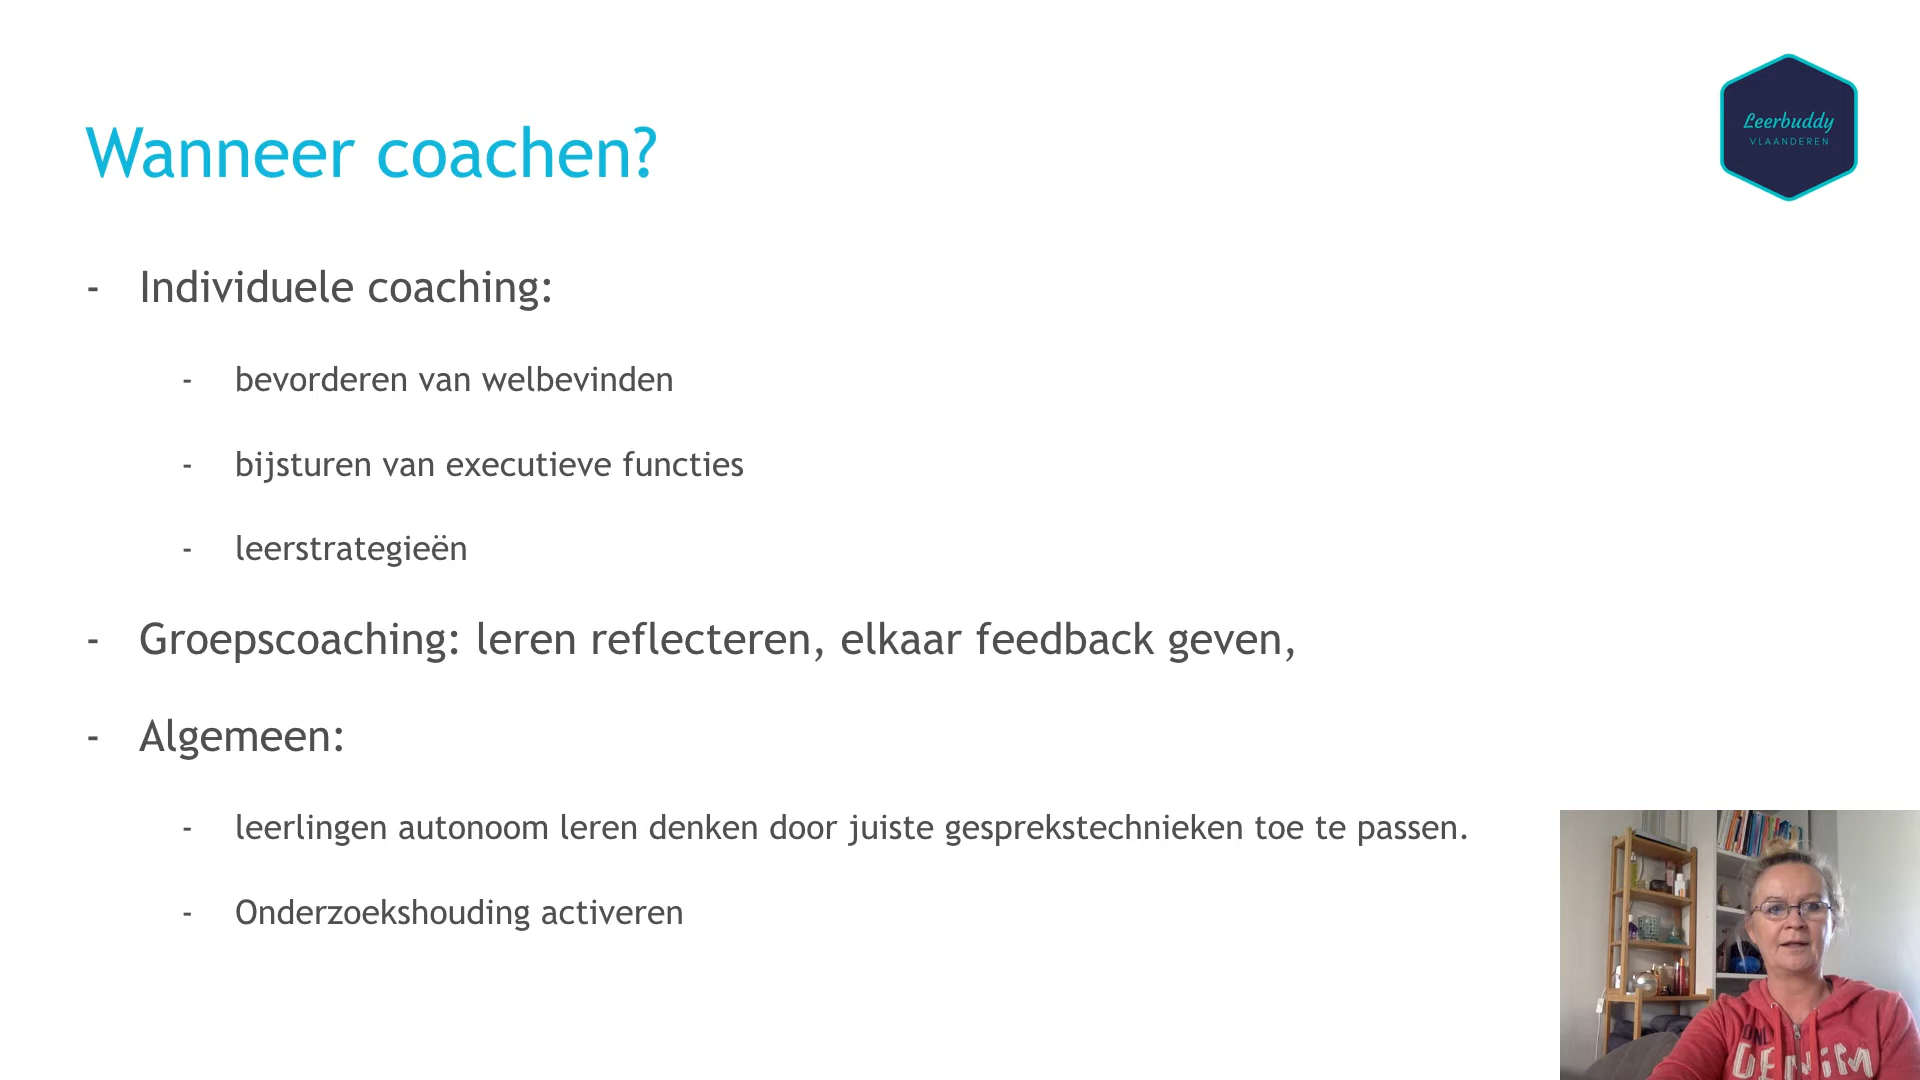 Leerbuddy
VLAANDEREN
Wanneer coachen?
- Individuele coaching:
- bevorderen van welbevinden
- bijsturen van executieve functies
- leerstrategieën
- Groepscoaching: leren reflecteren, elkaar feedback geven,
- Algemeen:
- leerlingen autonoom leren denken door juiste gesprekstechnieken toe te passen.
- Onderzoekshouding activeren
DENIM